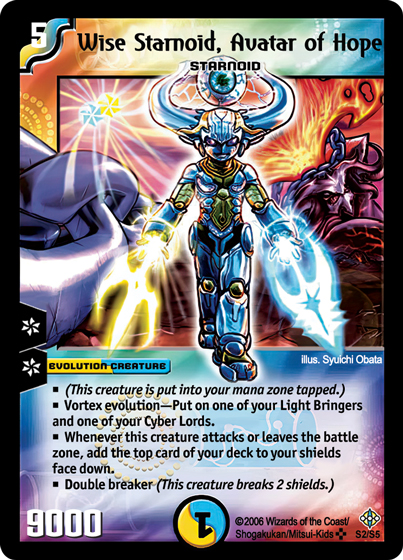 5
Wise Starnoid, Avatar of Hope
STARNOID
illus. Syuichi Obata
EVOLUTION CREATURE
■ (This creature is put into your mana zone tapped.)
■ Vortex evolution—Put on one of your Light Bringers
and one of your Cyber Lords.
■ Whenever this creature attacks or leaves the battle
zone, add the top card of your deck to your shields
face down.
■ Double breaker (This creature breaks 2 shields.)
9000
©2006 Wizards of the Coast/
Shogakukan/Mitsui-Kids S2/S5